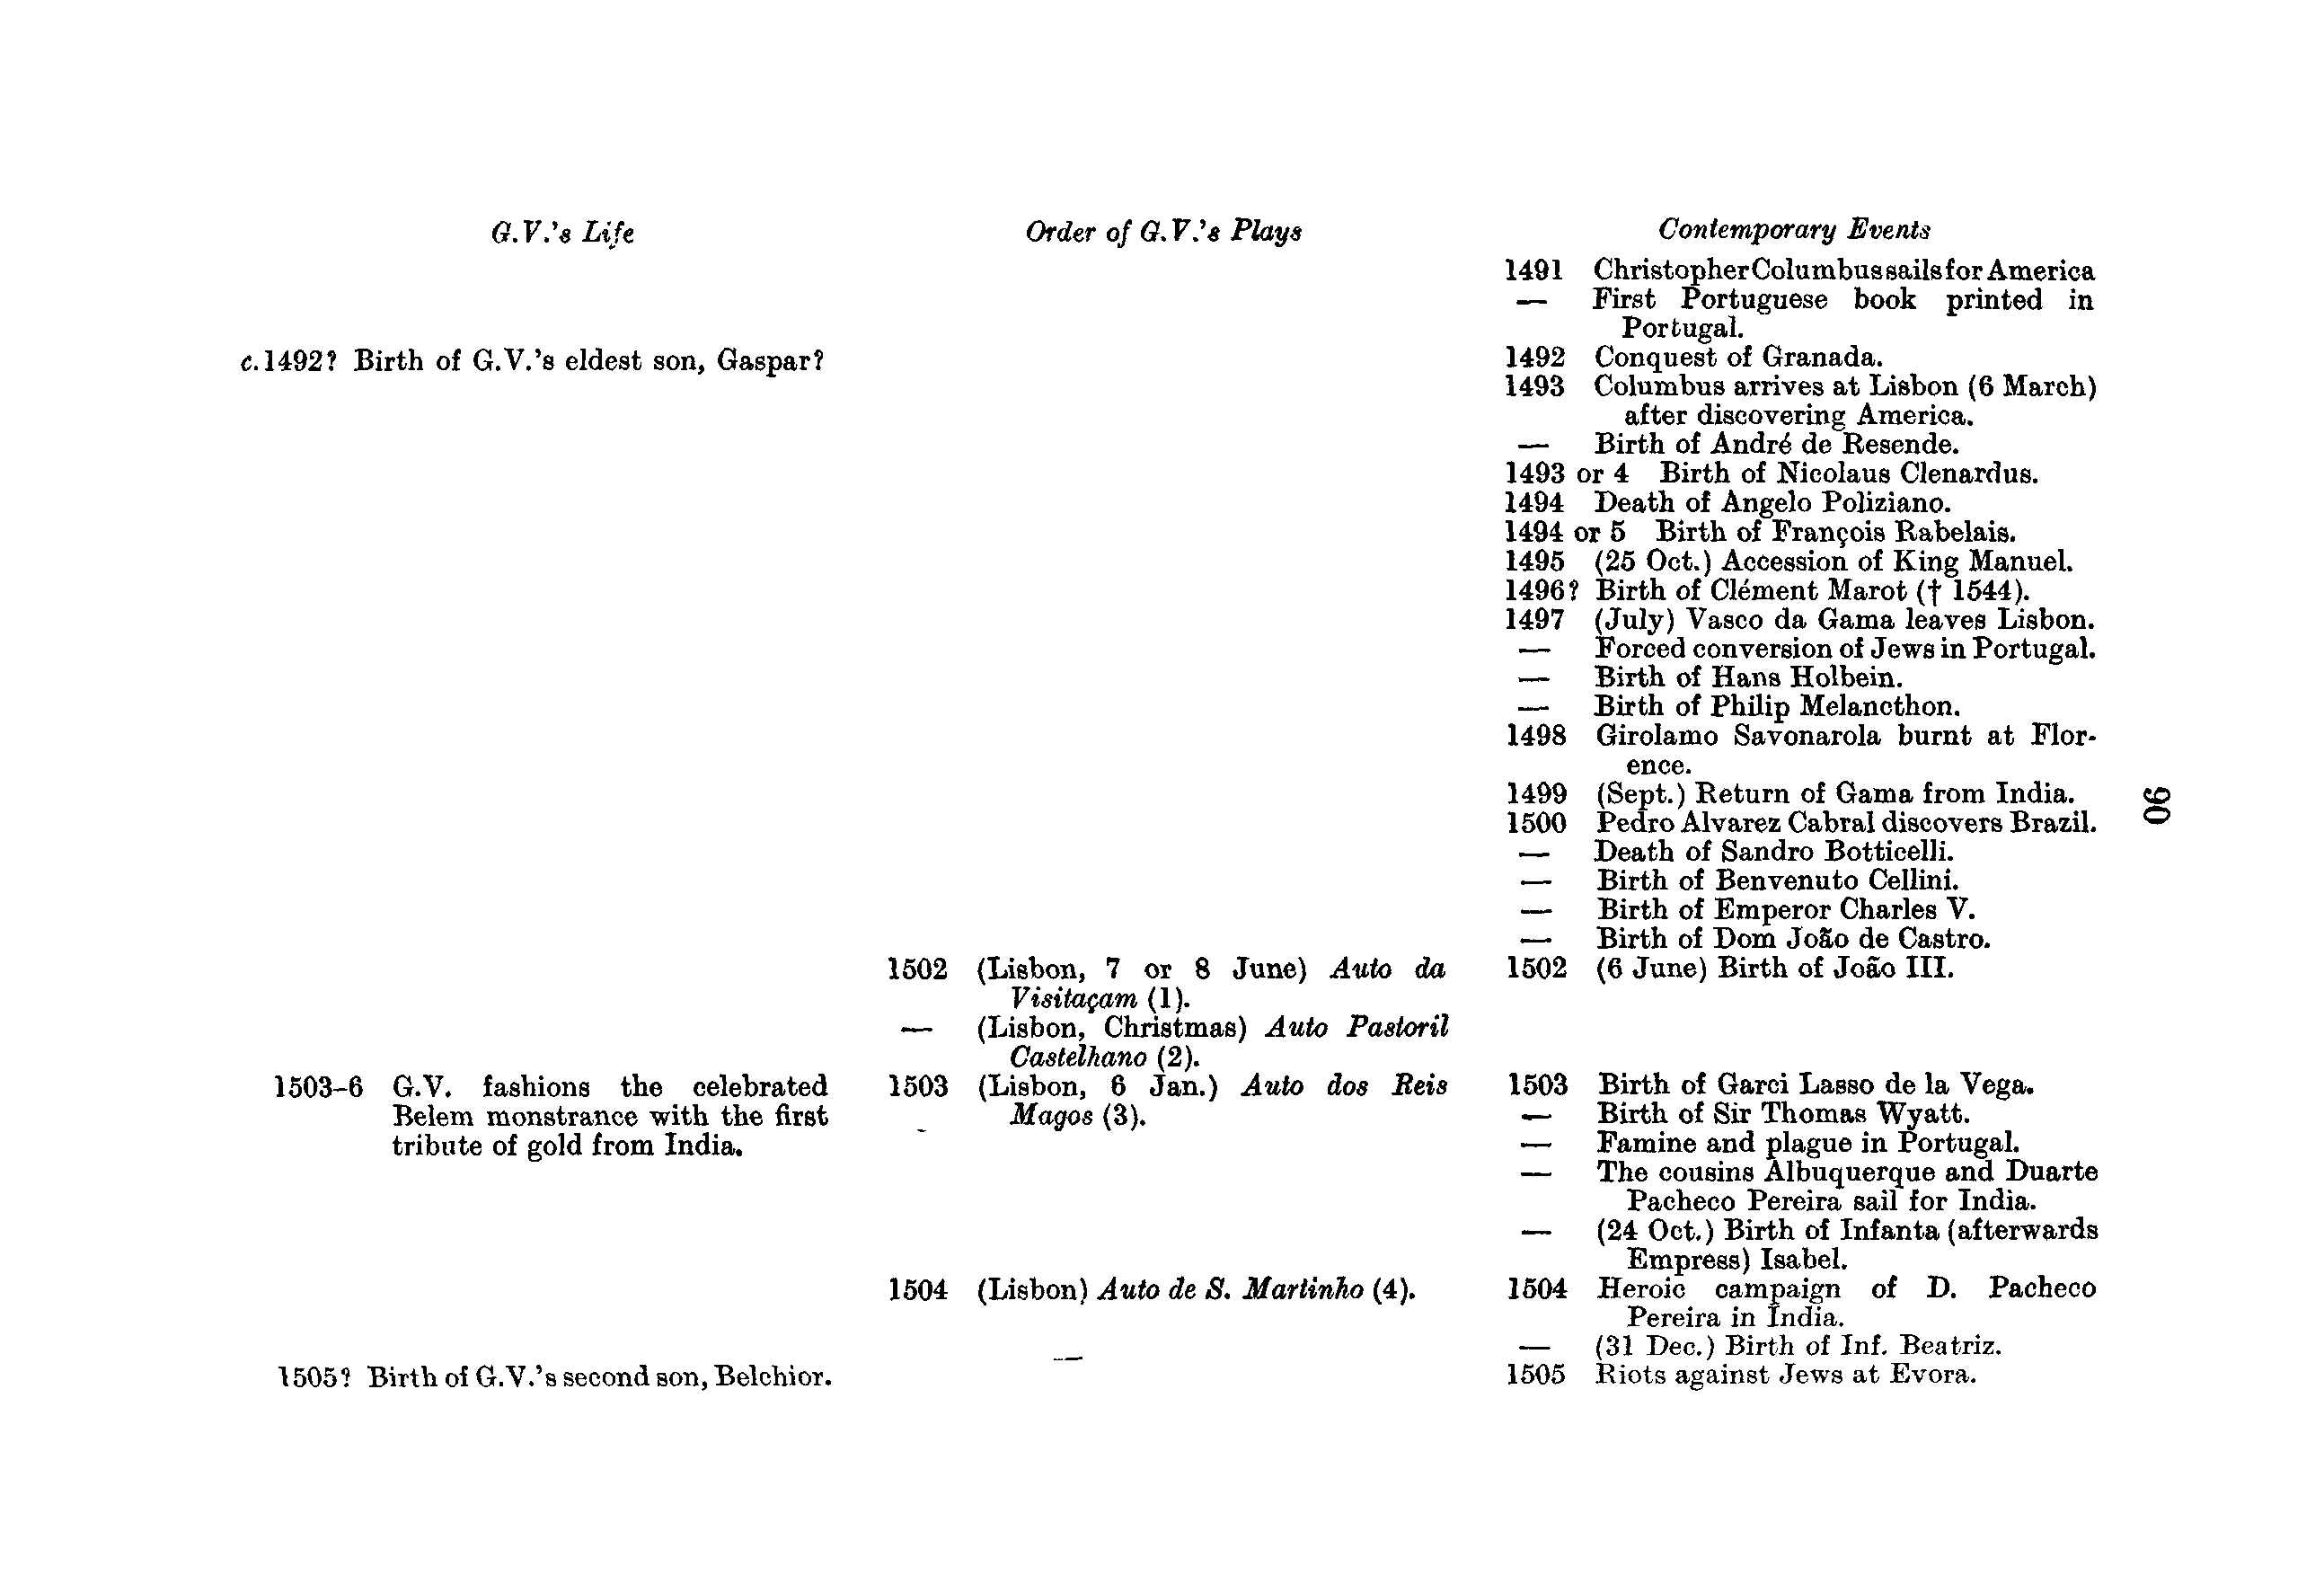 G.V.'s Life
c.1492? Birth of G.V.'s eldest son, Gaspar?
1503-6 G.V. fashions the celebrated
Belem monstrance with the first
tribute of gold from India.
1505? Birth of G.V.'s second son, Belchior.
Order of G.V.'s Plays
1502 (Lisbon, 7 or 8 June) Auto da
Visitaçam (1).
— (Lisbon, Christmas) Auto Pastoril
Castelhano (2).
1503 (Lisbon, 6 Jan.) Auto dos Reis
Magos (3).
1504 (Lisbon) Auto de S. Martinho (4).
Contemporary Events
1491 Christopher Columbus sails for America
— First Portuguese book printed in
Portugal.
1492 Conquest of Granada.
1493 Columbus arrives at Lisbon (6 March)
after discovering America.
— Birth of André de Resende.
1493 or 4 Birth of Nicolaus Clenardus.
1494 Death of Angelo Poliziano.
1494 or 5 Birth of François Rabelais.
1495 (25 Oct.) Accession of King Manuel.
1496? Birth of Clément Marot († 1544).
1497 (July) Vasco da Gama leaves Lisbon.
— Forced conversion of Jews in Portugal.
— Birth of Hans Holbein.
— Birth of Philip Melancthon.
1498 Girolamo Savonarola burnt at Flor-
ence.
1499 (Sept.) Return of Gama from India.
1500 Pedro Alvarez Cabral discovers Brazil.
— Death of Sandro Botticelli.
— Birth of Benvenuto Cellini.
— Birth of Emperor Charles V.
— Birth of Dom João de Castro.
1502 (6 June) Birth of João III.
1503 Birth of Garci Lasso de la Vega.
— Birth of Sir Thomas Wyatt.
— Famine and plague in Portugal.
— The cousins Albuquerque and Duarte
Pacheco Pereira sail for India.
— (24 Oct.) Birth of Infanta (afterwards
Empress) Isabel.
1504 Heroic campaign of D. Pacheco
Pereira in India.
— (31 Dec.) Birth of Inf. Beatriz.
1505 Riots against Jews at Evora.
90